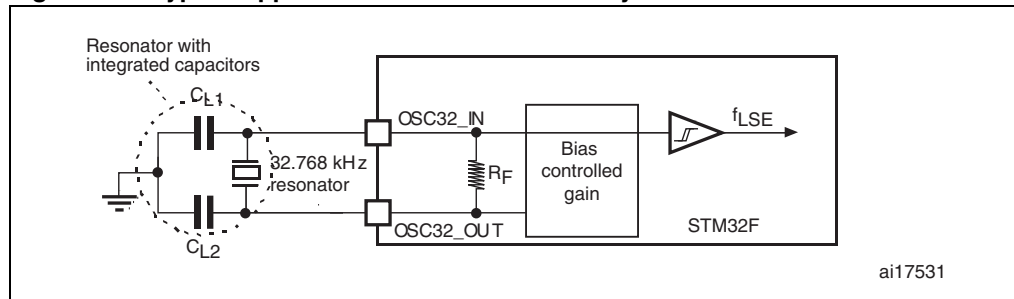 Resonator with
integrated capacitors
CL1
OSC32_IN
fLSE
32.768 kHz
resonator
RF
Bias
controlled
gain
OSC32_OUT
STM32F
CL2
ai17531